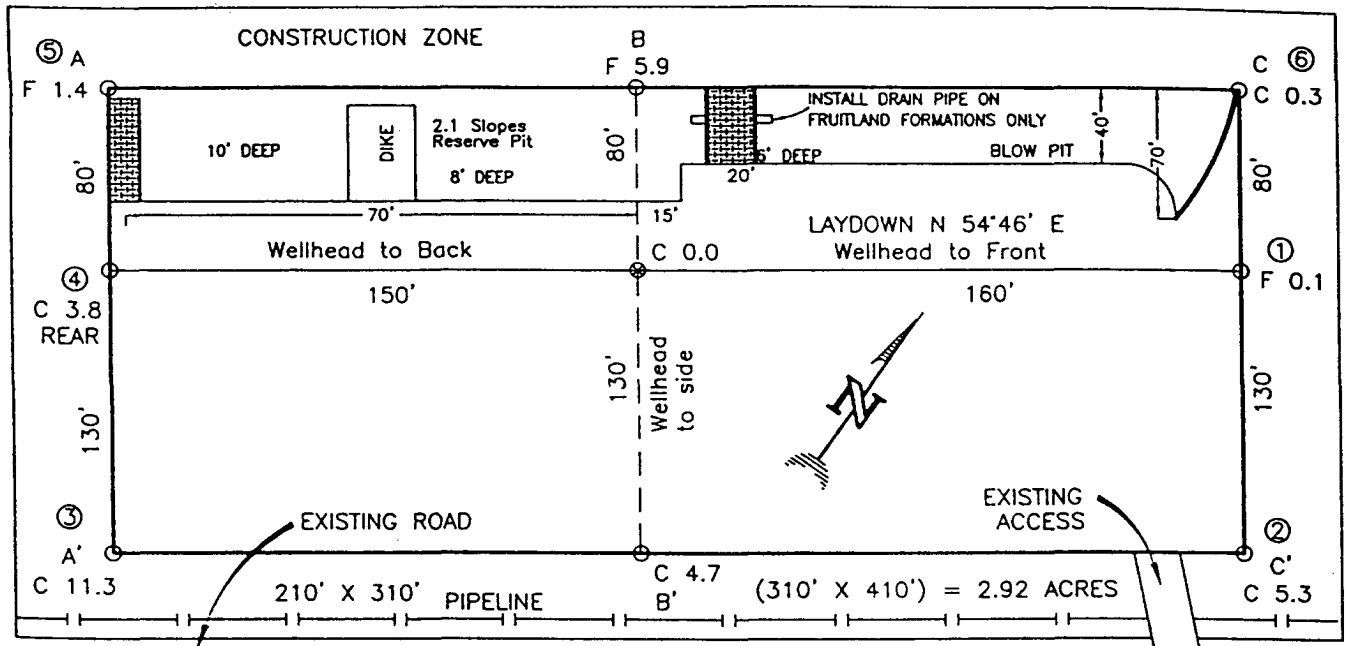 CONSTRUCTION ZONE
⑤ A
F 1.4
B
F 5.9
C ⑥
C 0.3
INSTALL DRAIN PIPE ON
FRUITLAND FORMATIONS ONLY
80'
10' DEEP
DIKE
2.1 Slopes
Reserve Pit
8' DEEP
80'
6' DEEP
20'
BLOW PIT
40'
70'
80'
70'
15'
LAYDOWN N 54°46' E
Wellhead to Back
C 0.0
Wellhead to Front
④
C 3.8
REAR
150'
160'
①
F 0.1
130'
130'
Wellhead
to side
N
130'
③
A'
C 11.3
EXISTING ROAD
EXISTING
ACCESS
②
C'
C 5.3
210' X 310'
PIPELINE
C 4.7
B'
(310' X 410') = 2.92 ACRES